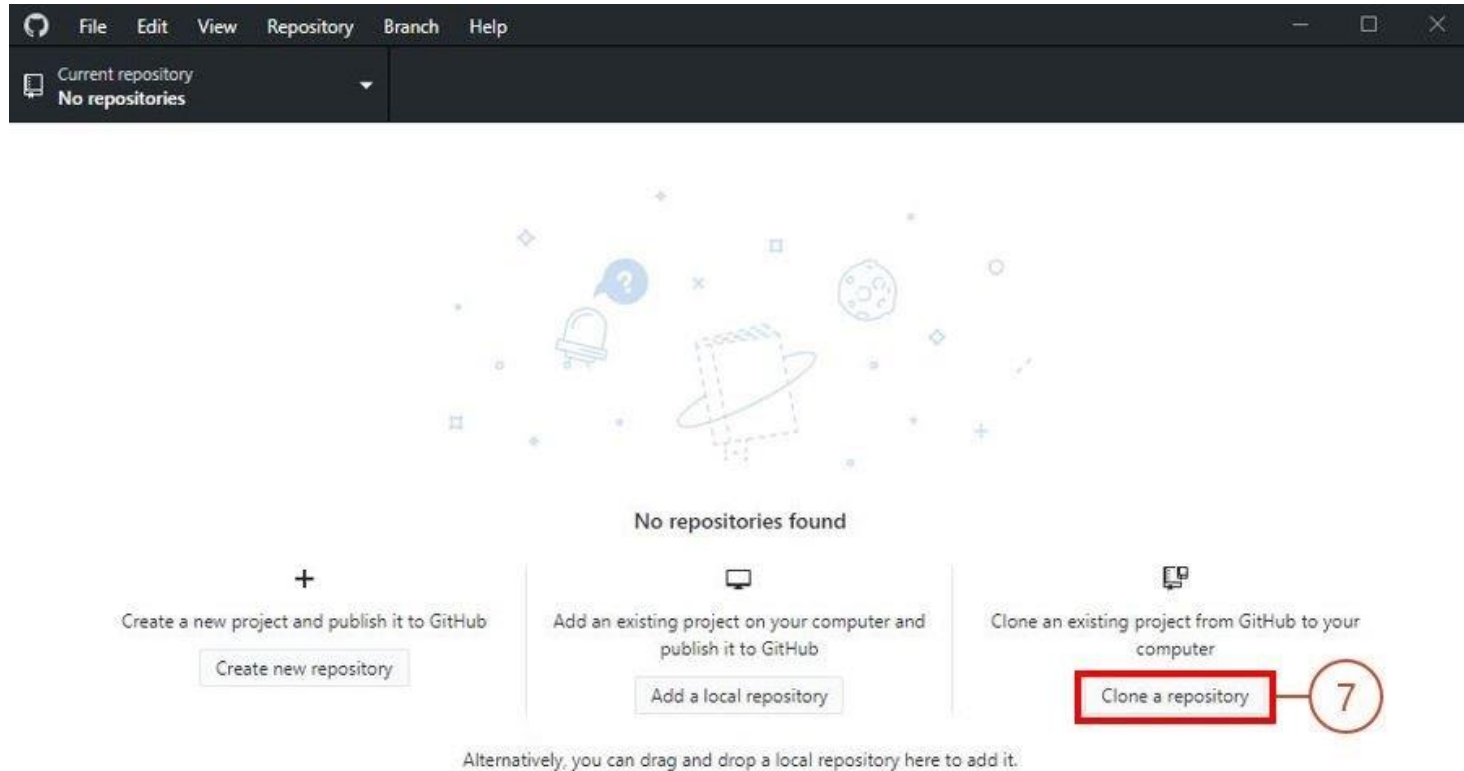 File Edit View Repository Branch Help
Current repository
No repositories
?
No repositories found
Create a new project and publish it to GitHub
Create new repository
Add an existing project on your computer and
publish it to GitHub
Add a local repository
Clone an existing project from GitHub to your
computer
Clone a repository
7
Alternatively, you can drag and drop a local repository here to add it.